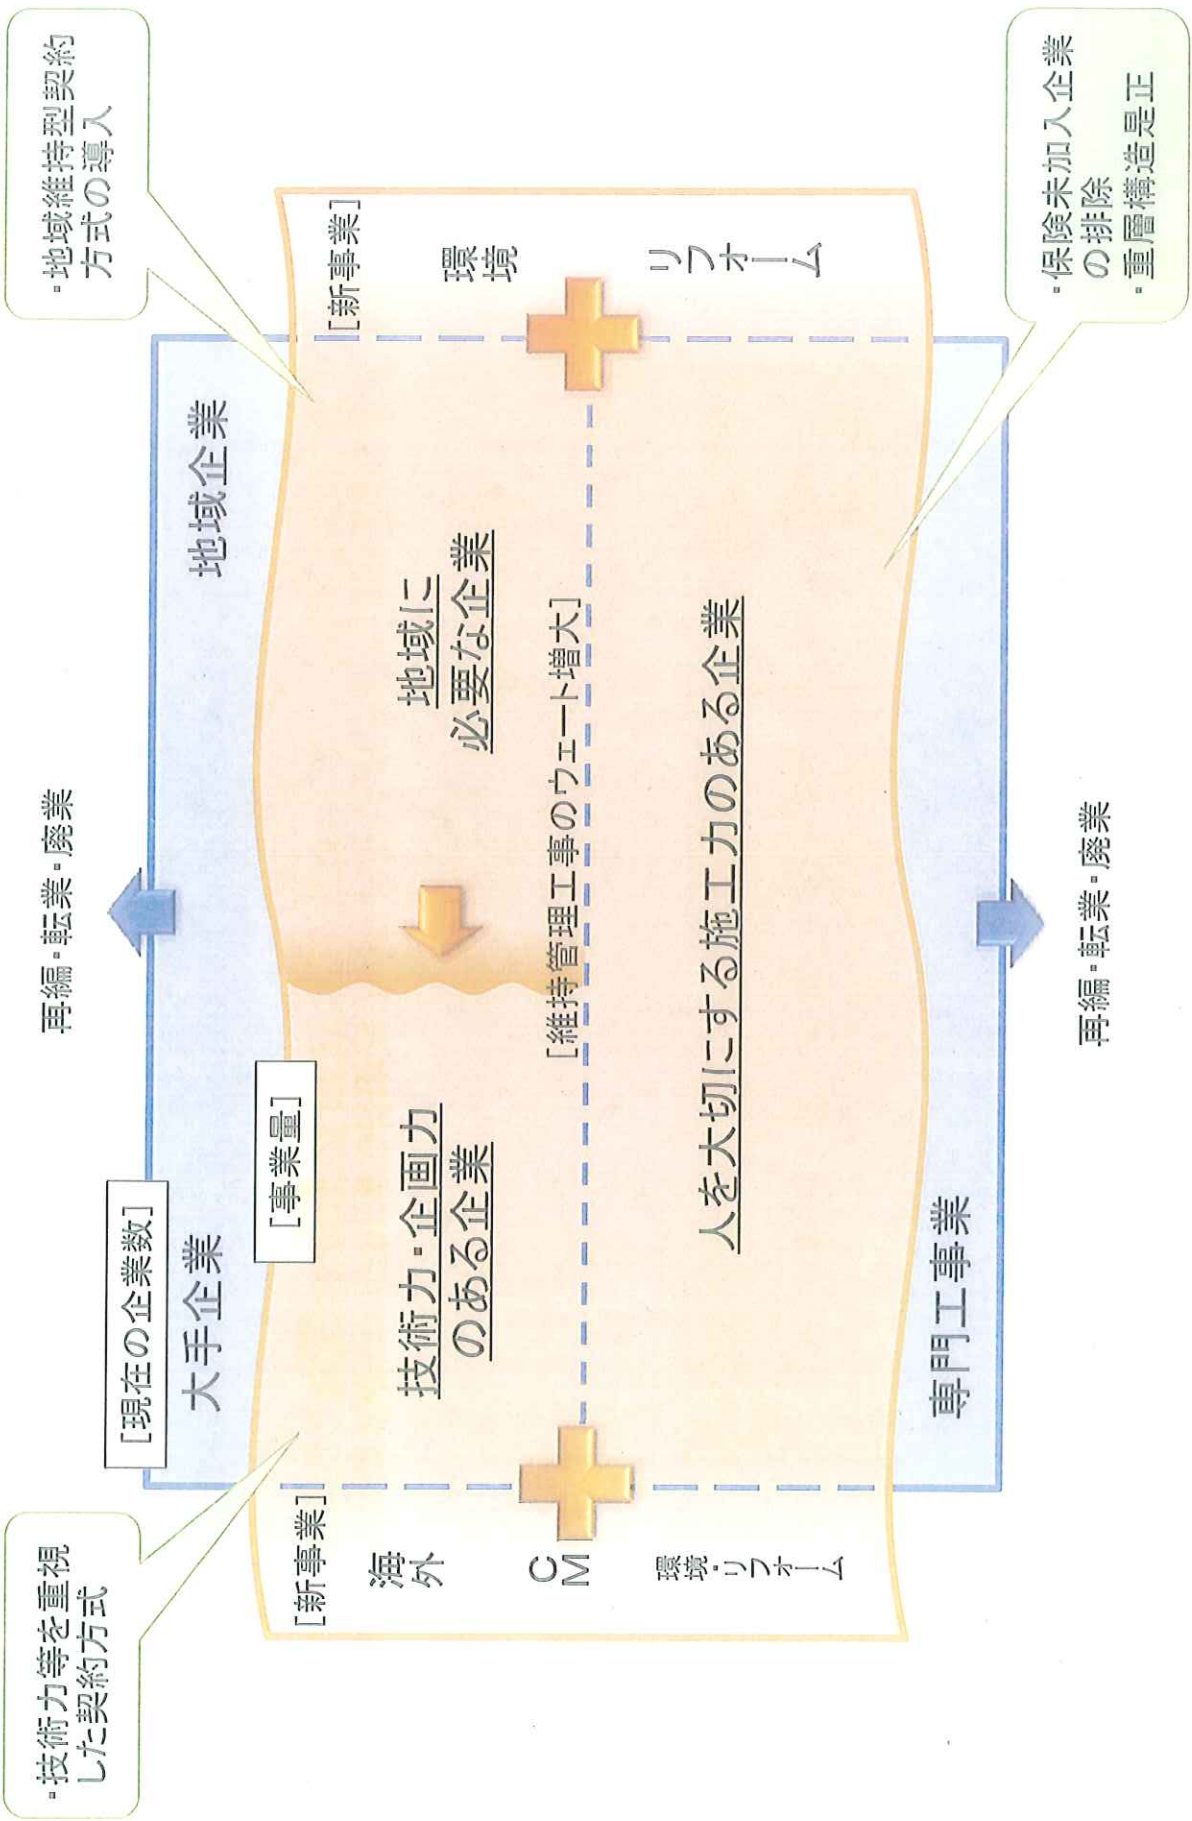 ・技術力等を重視
した契約方式
・地域維持型契約
方式の導入
再編・転業・廃業
[現在の企業数]
大手企業
地域企業
[事業量]
[新事業]
[新事業]
海外
CM
環境・リフォーム
技術力・企画力
のある企業
地域に
必要な企業
環境
リフォーム
[維持管理工事のウェート増大]
人を大切にする施工力のある企業
専門工事業
再編・転業・廃業
・保険未加入企業
の排除
・重層構造是正